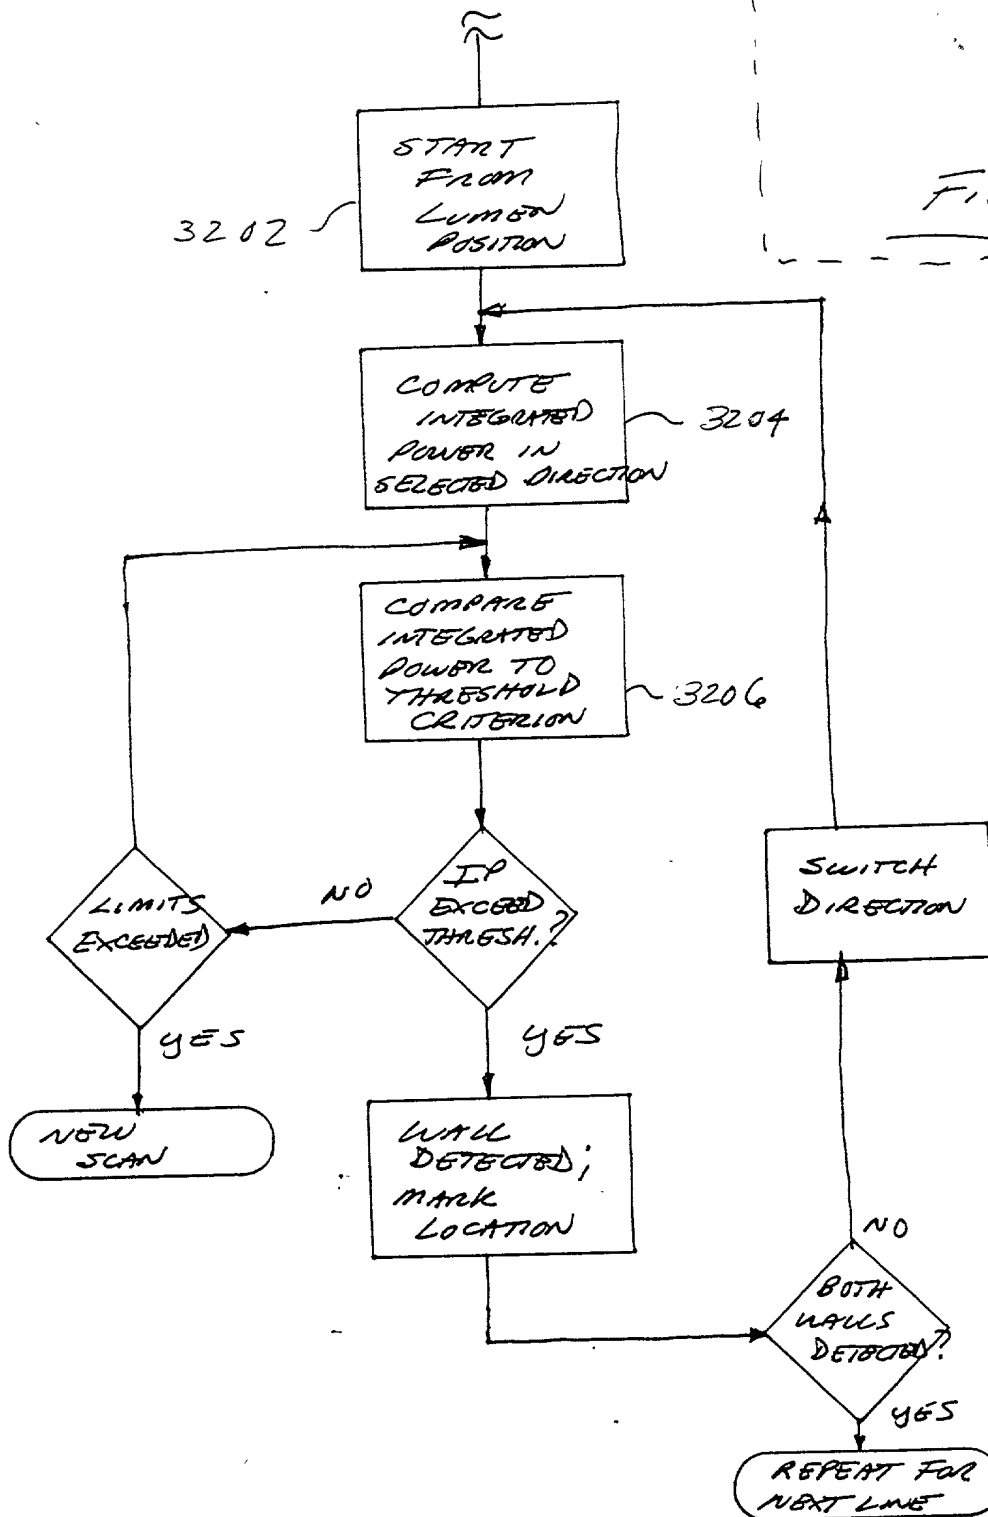 START
FROM
LUMEN
POSITION
3202
COMPUTE
INTEGRATED
POWER IN
SELECTED DIRECTION
3204
COMPARE
INTEGRATED
POWER TO
THRESHOLD
CRITERION
3206
IP
EXCEED
THRESH.?
NO
LIMITS
EXCEEDED
YES
NEW
SCAN
YES
WALL
DETECTED;
MARK
LOCATION
SWITCH
DIRECTION
NO
BOTH
WALLS
DETECTED?
YES
REPEAT FOR
NEXT LINE